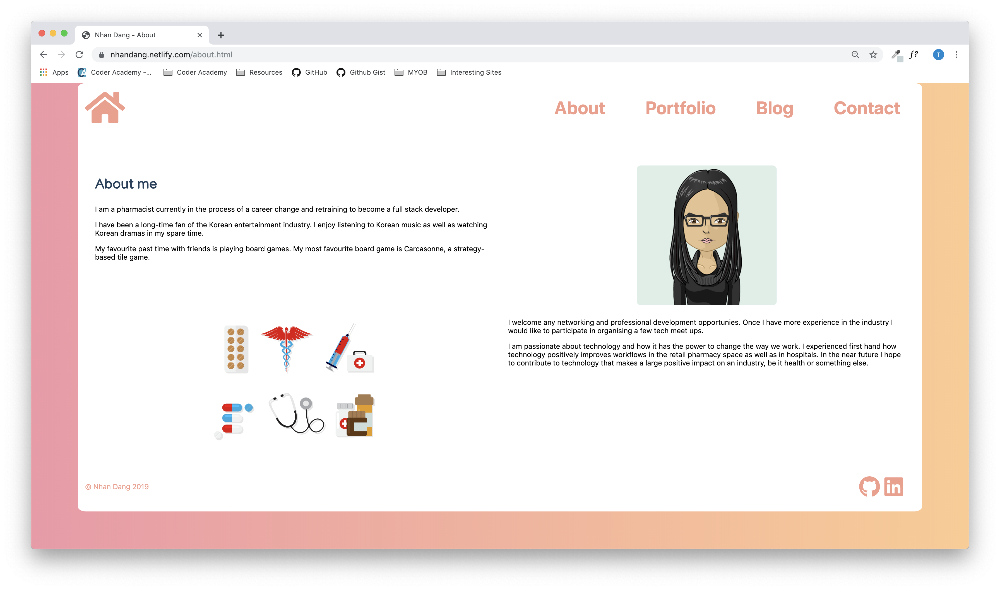 Nhan Dang - About
nhandang.netlify.com/about.html
f?
T
Apps
Coder Academy -...
Coder Academy
Resources
GitHub
Github Gist
MYOB
Interesting Sites
About
Portfolio
Blog
Contact
About me
I am a pharmacist currently in the process of a career change and retraining to become a full stack developer.
I have been a long-time fan of the Korean entertainment industry. I enjoy listening to Korean music as well as watching
Korean dramas in my spare time.
My favourite past time with friends is playing board games. My most favourite board game is Carcasonne, a strategy-
based tile game.
I welcome any networking and professional development opportunies. Once I have more experience in the industry I
would like to participate in organising a few tech meet ups.
I am passionate about technology and how it has the power to change the way we work. I experienced first hand how
technology positively improves workflows in the retail pharmacy space as well as in hospitals. In the near future I hope
to contribute to technology that makes a large positive impact on an industry, be it health or something else.
© Nhan Dang 2019
in